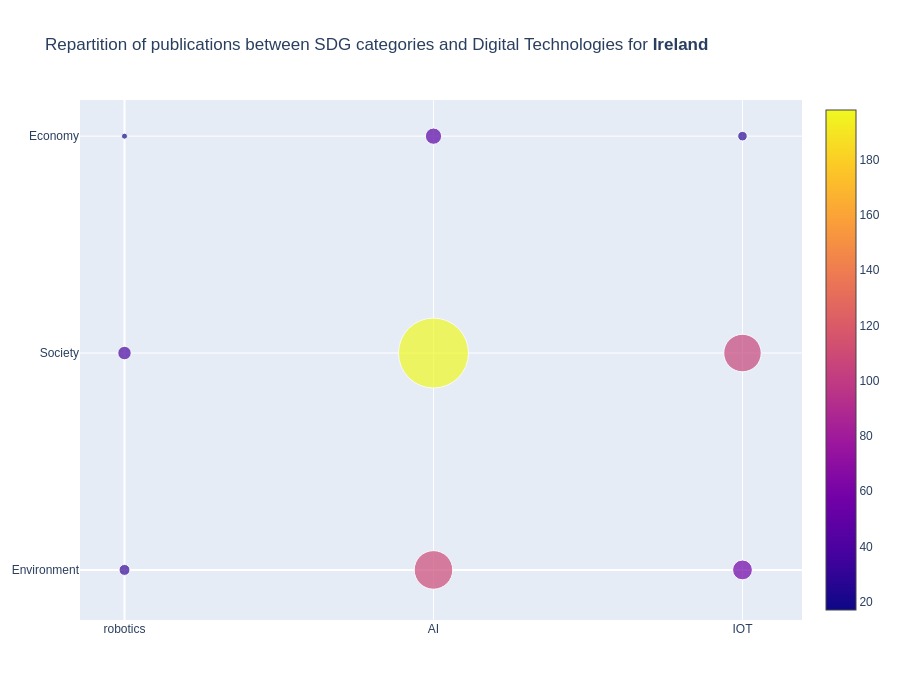 Repartition of publications between SDG categories and Digital Technologies for Ireland
Economy
Society
Environment
robotics
AI
IOT
180
160
140
120
100
80
60
40
20